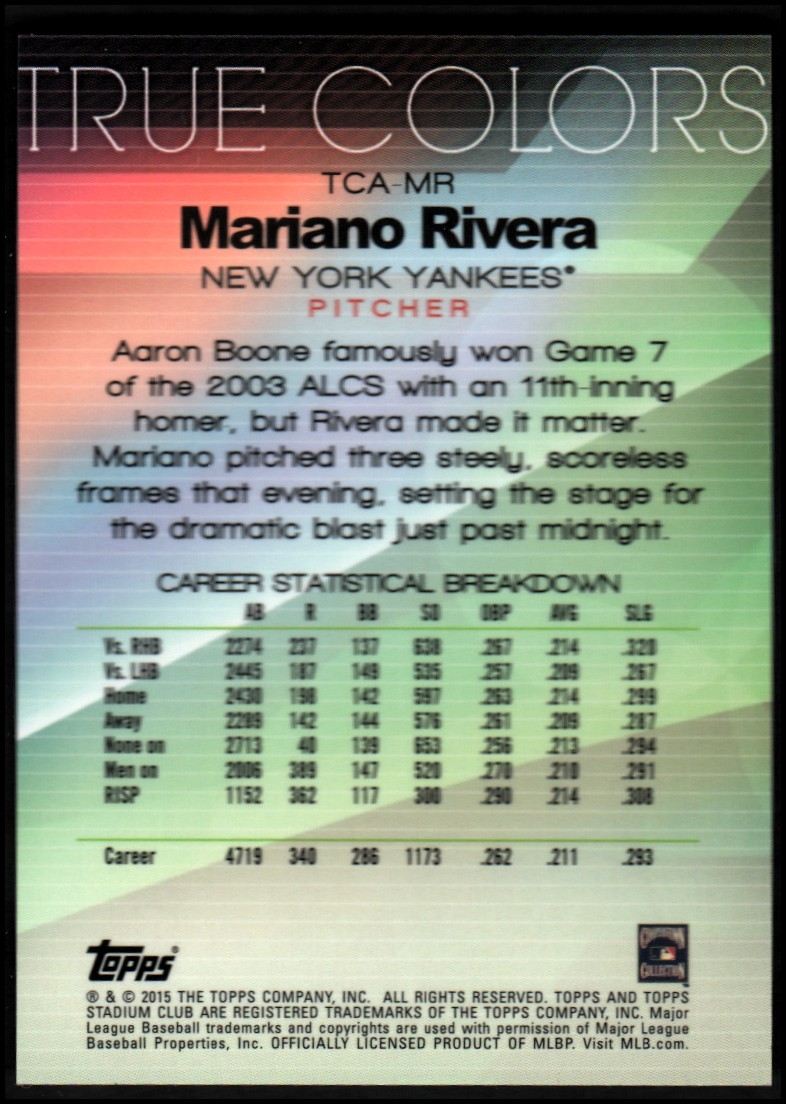 TRUE COLORS
TCA-MR
Mariano Rivera
NEW YORK YANKEES®
PITCHER
Aaron Boone famously won Game 7
of the 2003 ALCS with an 11th-inning
homer, but Rivera made it matter.
Mariano pitched three steely, scoreless
frames that evening, setting the stage for
the dramatic blast just past midnight.
CAREER STATISTICAL BREAKDOWN
AB R BB SO OBP AVG SLG
Vs. RHB 2274 237 137 638 .267 .214 .320
Vs. LHB 2445 187 149 535 .257 .209 .267
Home 2430 198 142 597 .263 .214 .299
Away 2289 142 144 576 .261 .209 .287
None on 2713 40 139 653 .256 .213 .294
Men on 2006 389 147 520 .270 .210 .291
RISP 1152 362 117 300 .290 .214 .308
Career 4719 340 286 1173 .262 .211 .293
Topps®
COOPERSTOWN
COLLECTION
® & © 2015 THE TOPPS COMPANY, INC. ALL RIGHTS RESERVED. TOPPS AND TOPPS
STADIUM CLUB ARE REGISTERED TRADEMARKS OF THE TOPPS COMPANY, INC. Major
League Baseball trademarks and copyrights are used with permission of Major League
Baseball Properties, Inc. OFFICIALLY LICENSED PRODUCT OF MLBP. Visit MLB.com.